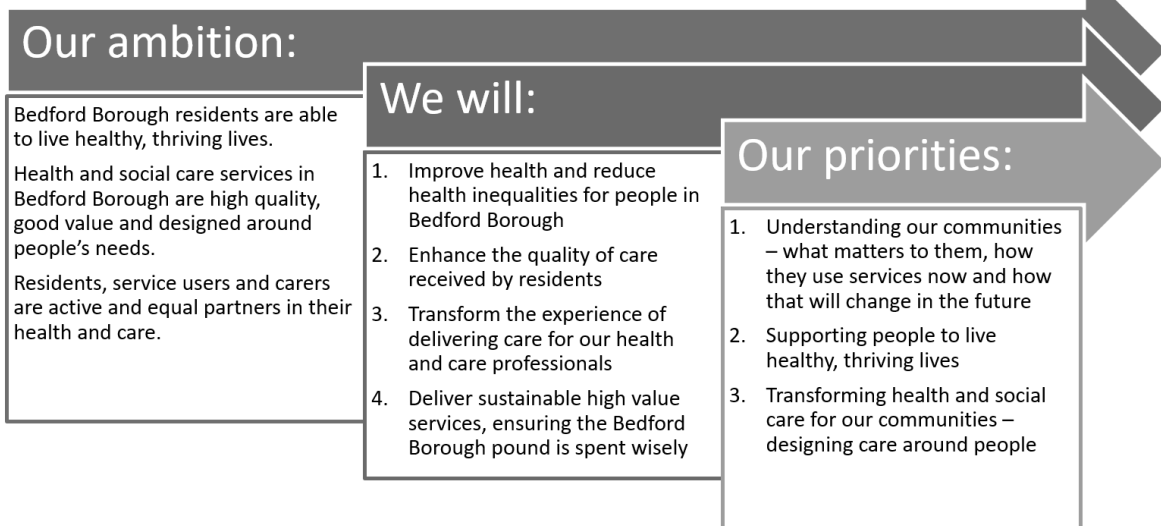 Our ambition:
Bedford Borough residents are able
to live healthy, thriving lives.
Health and social care services in
Bedford Borough are high quality,
good value and designed around
people’s needs.
Residents, service users and carers
are active and equal partners in their
health and care.
We will:
1. Improve health and reduce
health inequalities for people in
Bedford Borough
2. Enhance the quality of care
received by residents
3. Transform the experience of
delivering care for our health
and care professionals
4. Deliver sustainable high value
services, ensuring the Bedford
Borough pound is spent wisely
Our priorities:
1. Understanding our communities
– what matters to them, how
they use services now and how
that will change in the future
2. Supporting people to live
healthy, thriving lives
3. Transforming health and social
care for our communities –
designing care around people